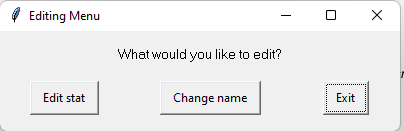 Editing Menu
What would you like to edit?
Edit stat Change name Exit